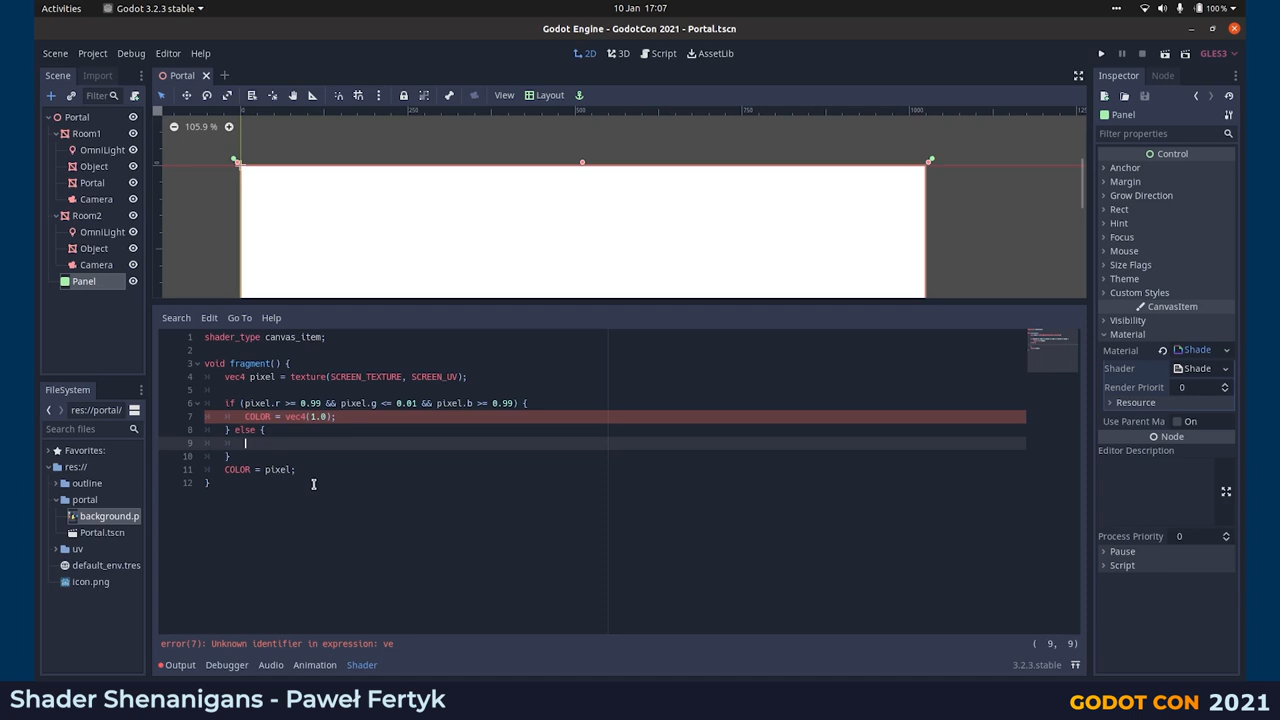 Activities Godot 3.2.3 stable 10 Jan 17:07 100 %
Godot Engine - GodotCon 2021 - Portal.tscn
Scene Project Debug Editor Help 2D 3D Script AssetLib GLES3
Scene Import Portal Inspector Node
Filter View Layout
Portal
Room1
OmniLight
Object
Portal
Camera
Room2
OmniLight
Object
Camera
Panel
0 250 500 750 1000 125
105.9 %
Panel
Filter properties
Control
Anchor
Margin
Grow Direction
Rect
Hint
Focus
Mouse
Size Flags
Theme
Custom Styles
CanvasItem
Visibility
Material
Material Shade
Shader Shade
Render Priorit 0
Resource
Use Parent Ma On
Node
Editor Description
Process Priority 0
Pause
Script
FileSystem
res://portal/
Search files
Favorites:
res://
outline
portal
background.p
Portal.tscn
uv
default_env.tres
icon.png
Search Edit Go To Help
1 shader_type canvas_item;
2
3 void fragment() {
4 vec4 pixel = texture(SCREEN_TEXTURE, SCREEN_UV);
5
6 if (pixel.r >= 0.99 && pixel.g <= 0.01 && pixel.b >= 0.99) {
7 COLOR = vec4(1.0);
8 } else {
9
10 }
11 COLOR = pixel;
12 }
error(7): Unknown identifier in expression: ve ( 9, 9)
Output Debugger Audio Animation Shader 3.2.3.stable
Shader Shenanigans - Paweł Fertyk
GODOT CON 2021